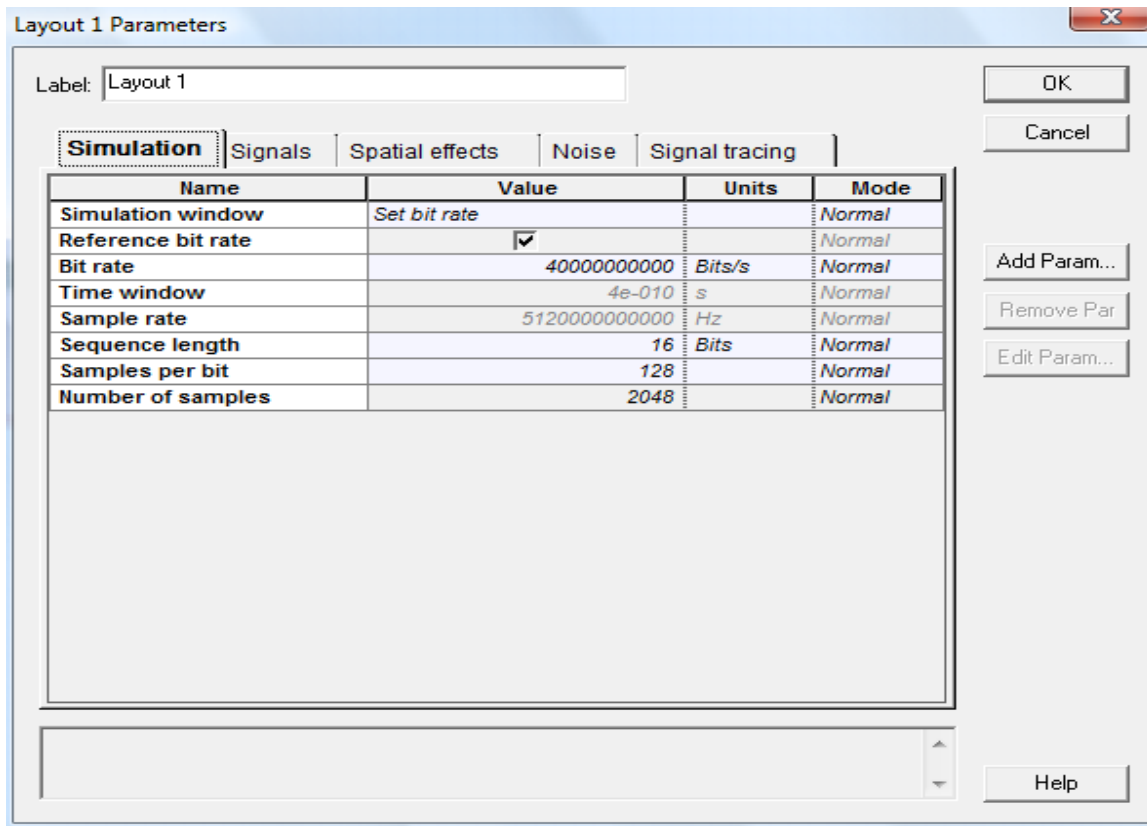 Layout 1 Parameters
Label: Layout 1
OK
Cancel
Simulation Signals Spatial effects Noise Signal tracing
Name Value Units Mode
Simulation window Set bit rate Normal
Reference bit rate Normal
Bit rate 40000000000 Bits/s Normal
Time window 4e-010 s Normal
Sample rate 5120000000000 Hz Normal
Sequence length 16 Bits Normal
Samples per bit 128 Normal
Number of samples 2048 Normal
Add Param...
Remove Par
Edit Param...
Help